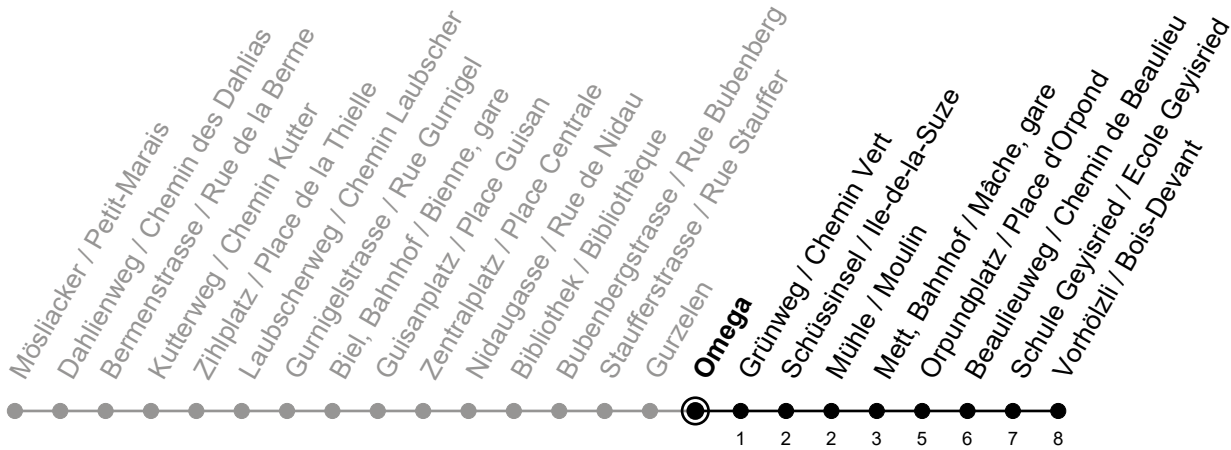 Mösliacker / Petit-Marais
Dahlienweg / Chemin des Dahlias
Bermenstrasse / Rue de la Berme
Kutterweg / Chemin Kutter
Zihlplatz / Place de la Thielle
Laubscherweg / Chemin Laubscher
Gurnigelstrasse / Rue Gurnigel
Biel, Bahnhof / Bienne, gare
Guisanplatz / Place Guisan
Zentralplatz / Place Centrale
Nidaugasse / Rue de Nidau
Bibliothek / Bibliothèque
Bubenbergstrasse / Rue Bubenberg
Staufferstrasse / Rue Stauffer
Gurzelen
Omega
Grünweg / Chemin Vert
Schüssinsel / Ile-de-la-Suze
Mühle / Moulin
Mett, Bahnhof / Mâche, gare
Orpundplatz / Place d'Orpond
Beaulieuweg / Chemin de Beaulieu
Schule Geyisried / Ecole Geyisried
Vorhölzli / Bois-Devant
1 2 2 3 5 6 7 8